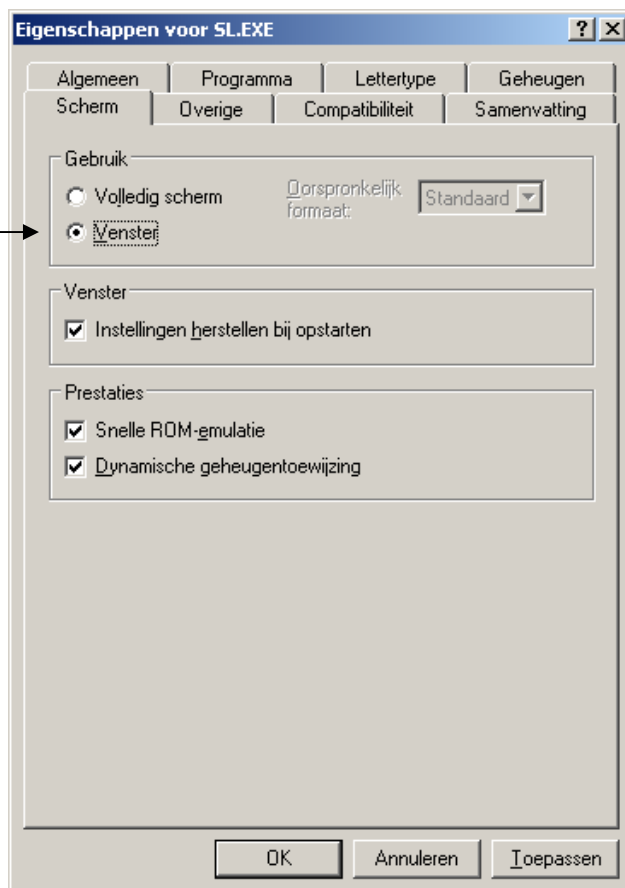 Eigenschappen voor SL.EXE
Algemeen Programma Lettertype Geheugen
Scherm Overige Compatibiliteit Samenvatting
Gebruik
Volledig scherm
Oorspronkelijk
formaat:
Standaard
Venster
Venster
Instellingen herstellen bij opstarten
Prestaties
Snelle ROM-emulatie
Dynamische geheugentoewijzing
OK Annuleren Toepassen